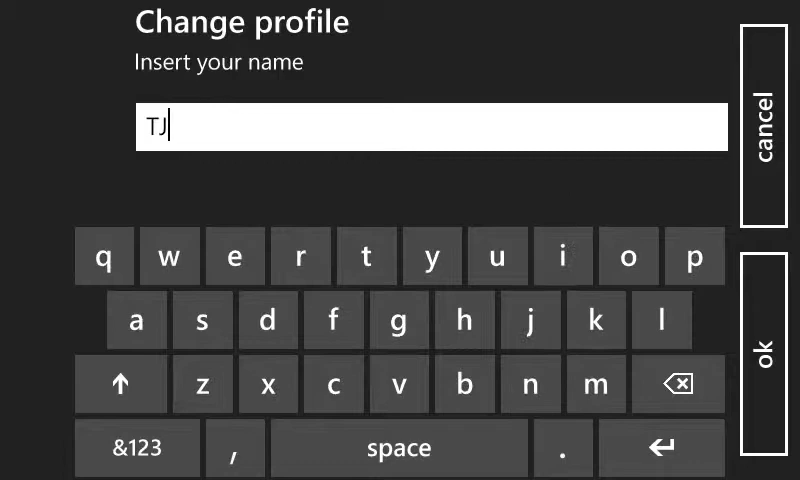 Change profile
Insert your name
TJ
cancel
q w e r t y u i o p
a s d f g h j k l
z x c v b n m
ok
&123 , space .